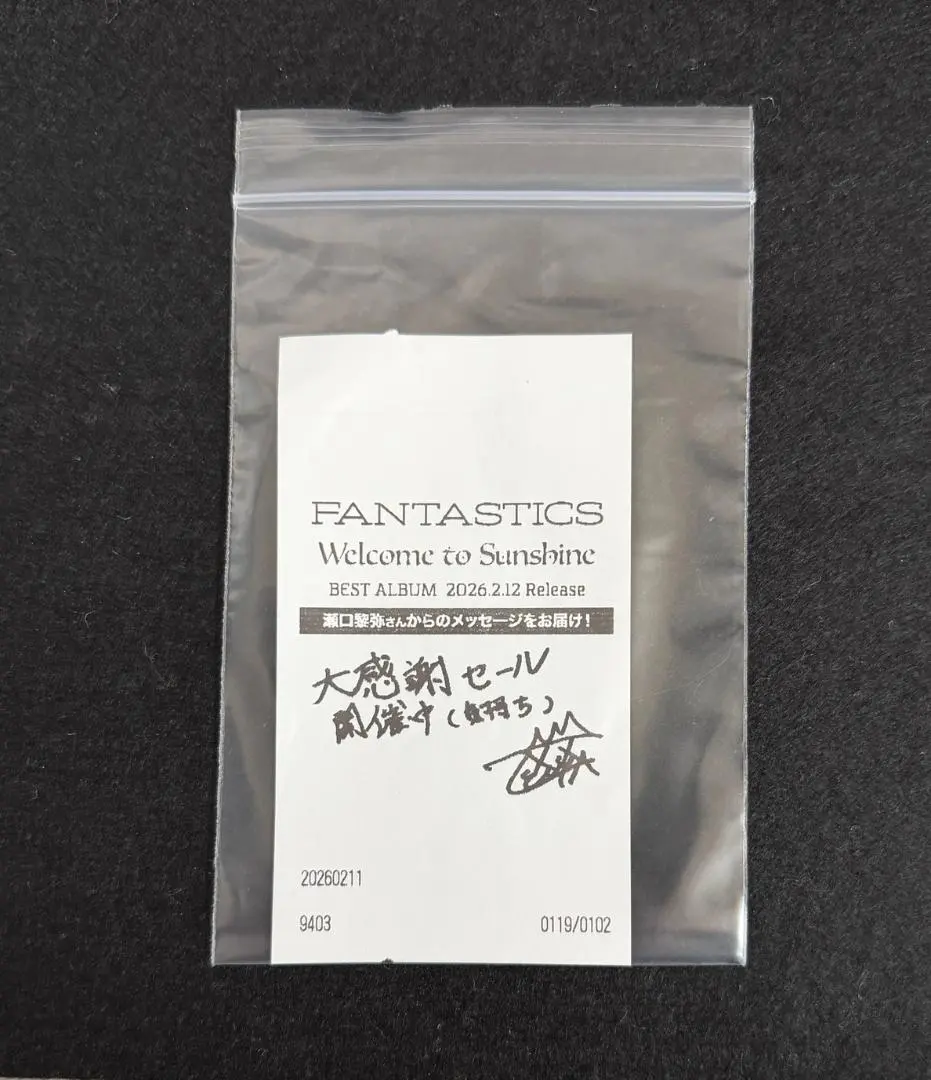 FANTASTICS
Welcome to Sunshine
BEST ALBUM 2026.2.12 Release
瀬口黎弥さんからのメッセージをお届け!
大感謝セール
開催中(気持ち)
20260211
9403
0119/0102